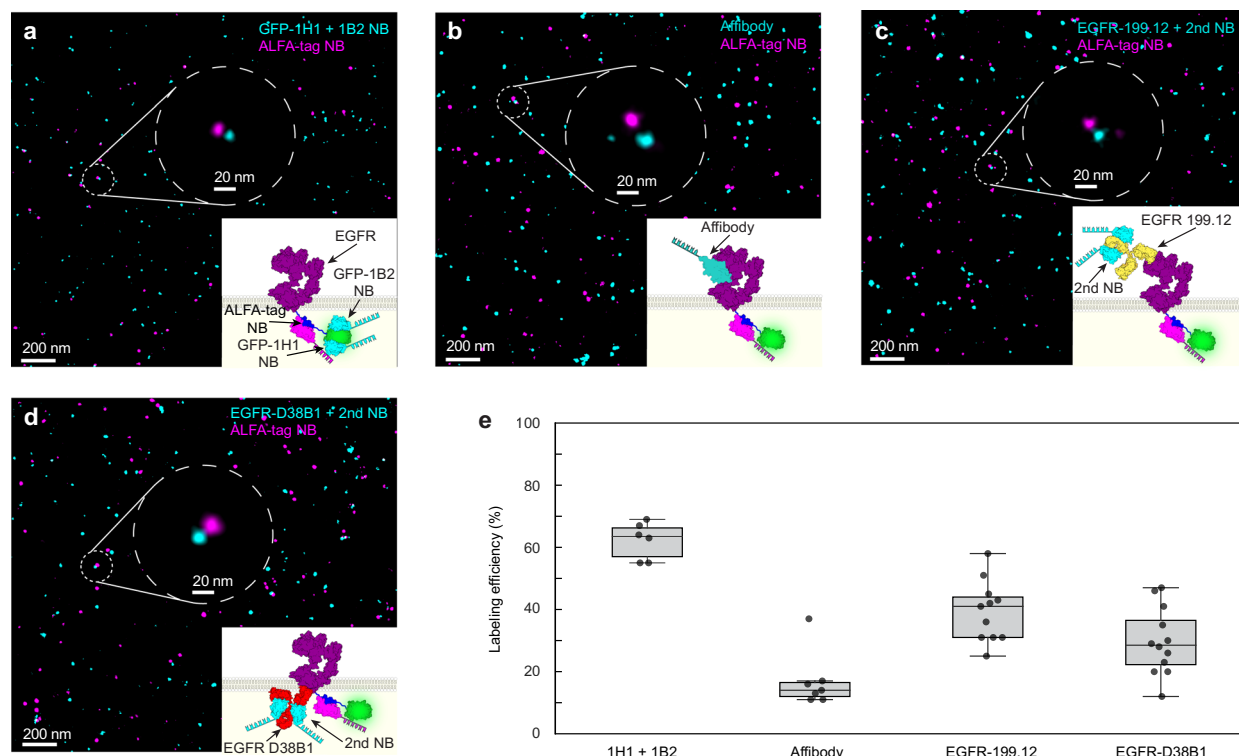 a
GFP-1H1 + 1B2 NB
ALFA-tag NB
20 nm
EGFR
GFP-1B2
NB
ALFA-tag
NB
GFP-1H1
NB
200 nm
b
Affibody
ALFA-tag NB
20 nm
Affibody
200 nm
c
EGFR-199.12 + 2nd NB
ALFA-tag NB
20 nm
EGFR 199.12
2nd NB
200 nm
d
EGFR-D38B1 + 2nd NB
ALFA-tag NB
20 nm
2nd NB
EGFR D38B1
200 nm
e
Labeling efficiency (%)
100
80
60
40
20
0
1H1 + 1B2
Affibody
EGFR-199.12
EGFR-D38B1